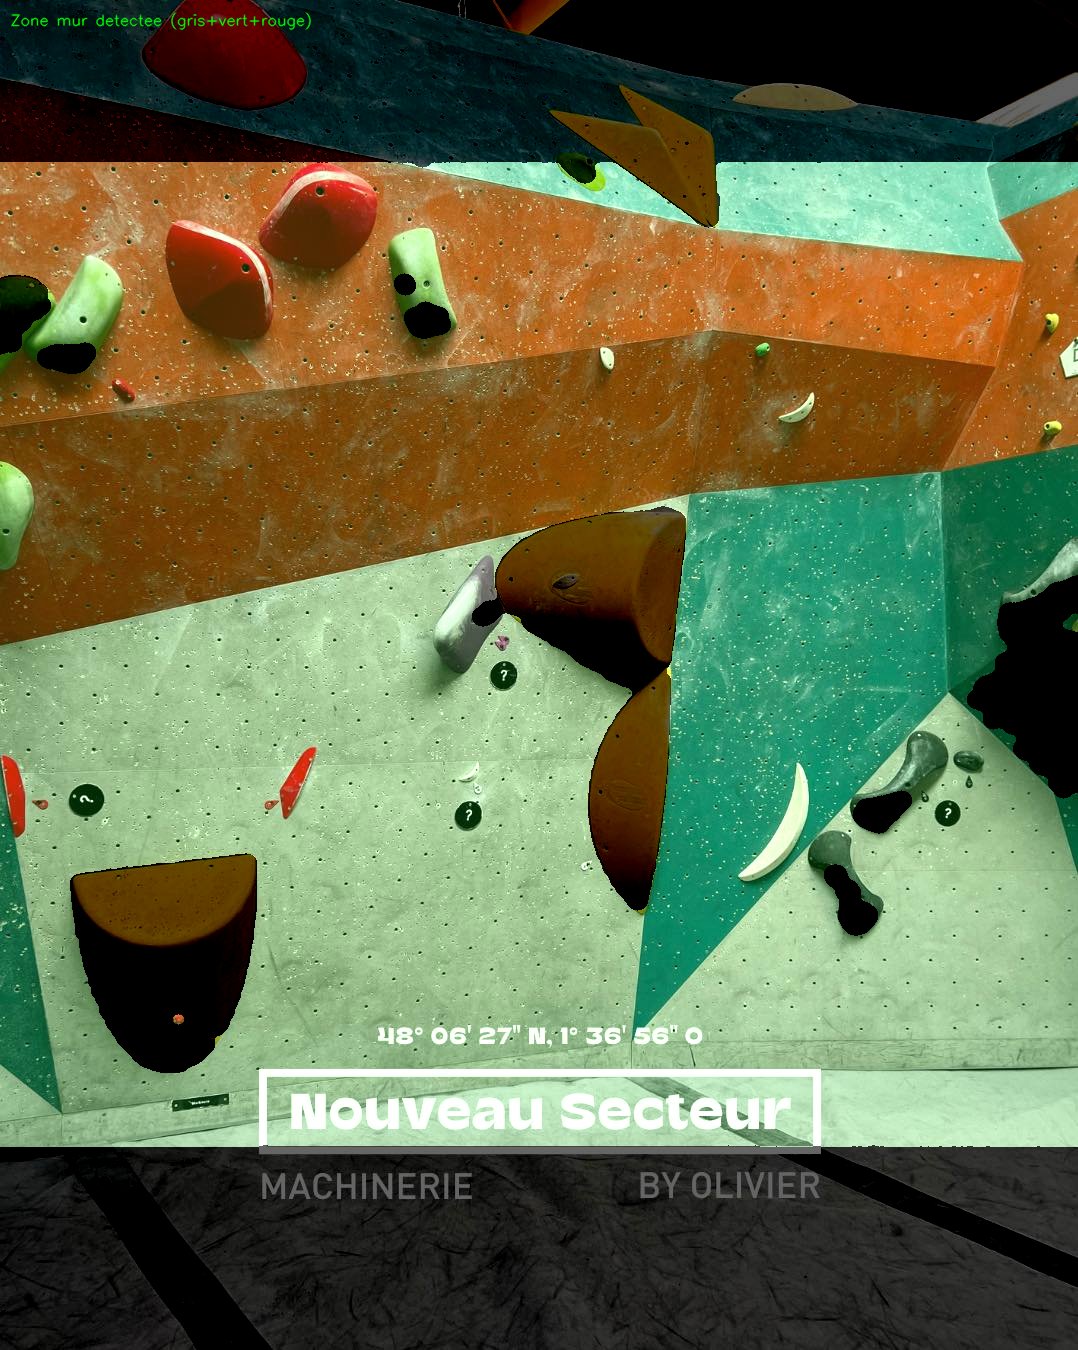 Zone mur detectee (gris+vert+rouge)
?
?
?
?
48° 06' 27" N, 1° 36' 56" O
Nouveau Secteur
MACHINERIE
BY OLIVIER